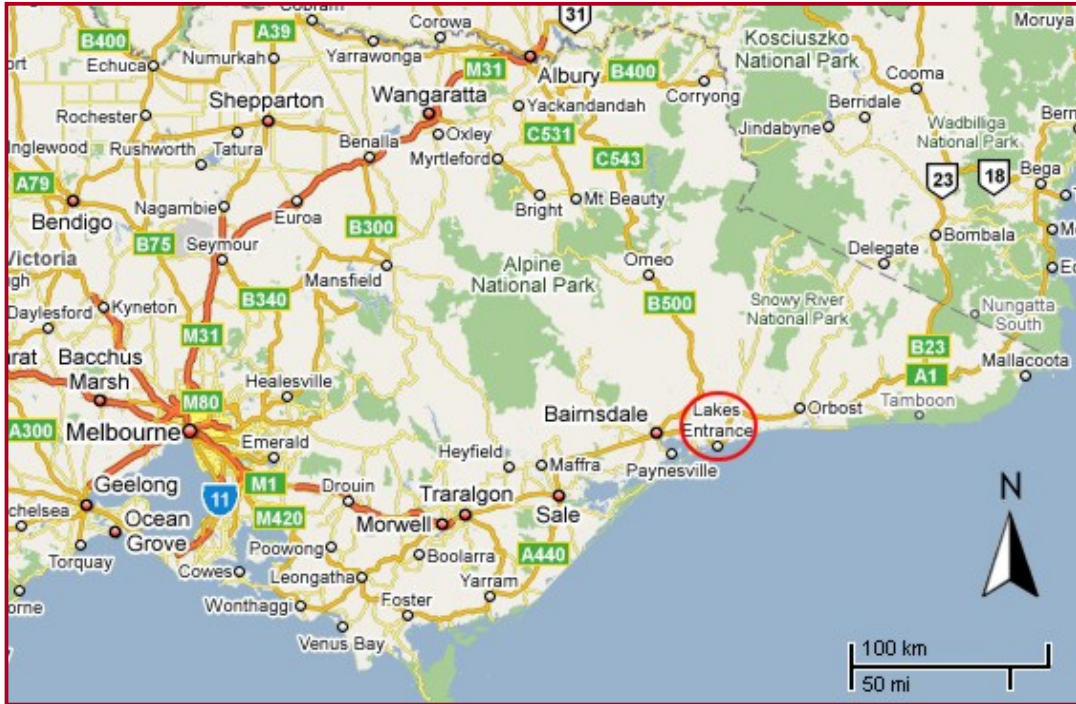 Cobram
Corowa
31
Moruya
B400
A39
Kosciuszko
National Park
Echuca
Numurkah
Yarrawonga
M31
Albury
B400
Cooma
Shepparton
Wangaratta
Corryong
Berridale
Rochester
Yackandandah
Jindabyne
Wadbilliga
National Park
Inglewood
Rushworth
Tatura
Benalla
Oxley
C531
Myrtleford
C543
23
18
Bega
A79
Bendigo
Nagambie
Euroa
B300
Bright
Mt Beauty
B75
Seymour
Bombala
Victoria
Mansfield
Alpine
National Park
Omeo
Delegate
B340
B500
Snowy River
National Park
Nungatta
South
Kyneton
Daylesford
M31
B23
Bacchus
Marsh
Healesville
A1
Mallacoota
M80
Bairnsdale
Lakes
Entrance
Orbost
Tamboon
A300
Melbourne
Emerald
Heyfield
Maffra
Paynesville
Geelong
11
M1
Drouin
Traralgon
Sale
N
Ocean
Grove
M420
Morwell
Torquay
Poowong
Boolarra
A440
Cowes
Leongatha
Yarram
Wonthaggi
Foster
Venus Bay
100 km
50 mi